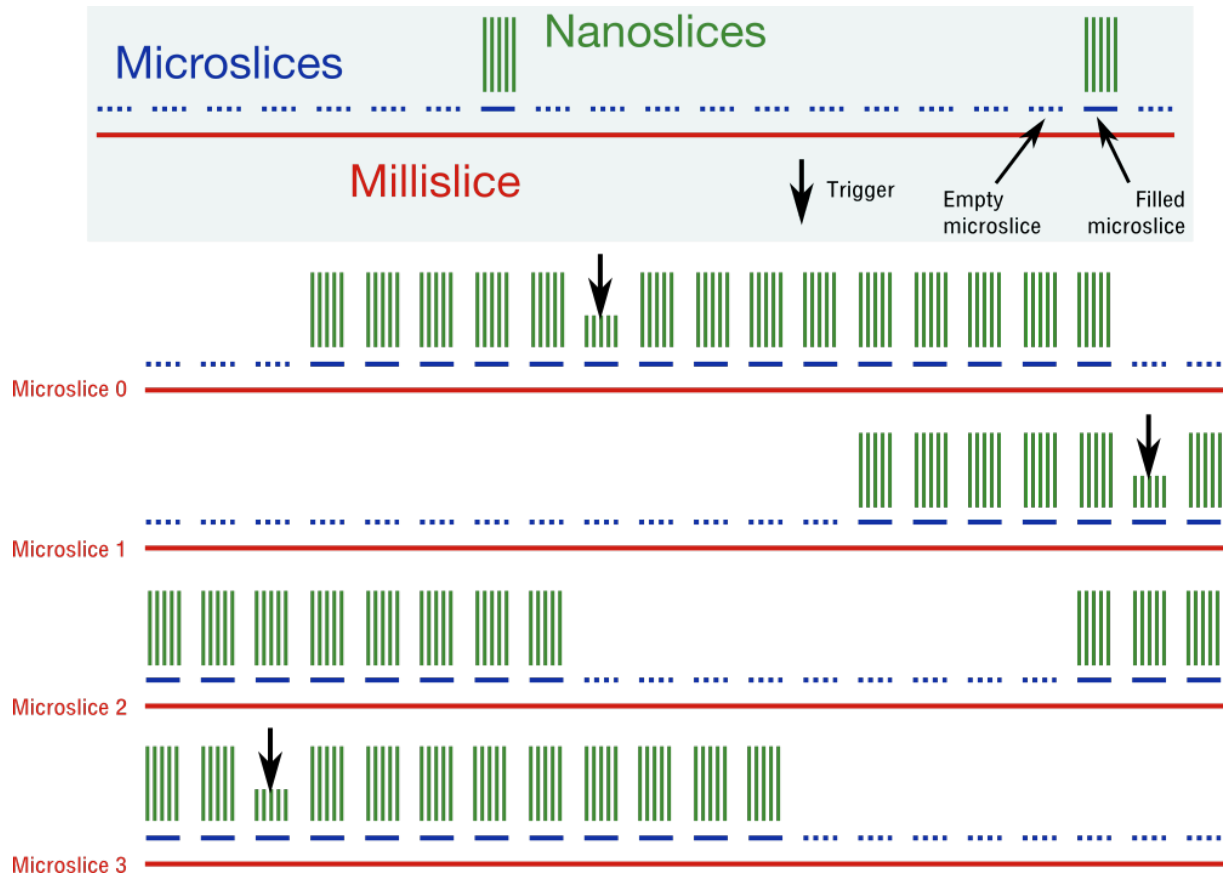 Nanoslices
Microslices
Millislice
Trigger
Empty
microslice
Filled
microslice
Microslice 0
Microslice 1
Microslice 2
Microslice 3